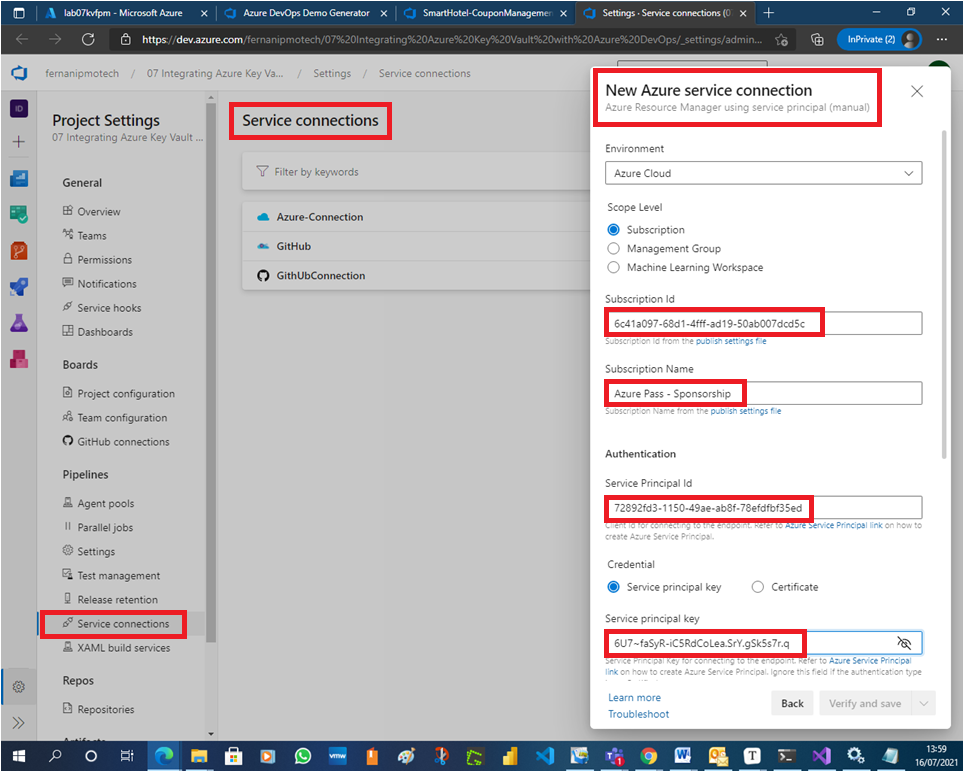 lab07kvfpm - Microsoft Azure
Azure DevOps Demo Generator
SmartHotel-CouponManagemen
Settings · Service connections (07
https://dev.azure.com/fernanipmotech/07%20Integrating%20Azure%20Key%20Vault%20with%20Azure%20DevOps/_settings/admin...
InPrivate (2)
fernanipmotech / 07 Integrating Azure Key Va... / Settings / Service connections
ID
Project Settings
07 Integrating Azure Key Vault ...
General
Overview
Teams
Permissions
Notifications
Service hooks
Dashboards
Boards
Project configuration
Team configuration
GitHub connections
Pipelines
Agent pools
Parallel jobs
Settings
Test management
Release retention
Service connections
XAML build services
Repos
Repositories
Artifacts
Service connections
Filter by keywords
Azure-Connection
GitHub
GithUbConnection
New Azure service connection
Azure Resource Manager using service principal (manual)
Environment
Azure Cloud
Scope Level
Subscription
Management Group
Machine Learning Workspace
Subscription Id
6c41a097-68d1-4fff-ad19-50ab007dcd5c
Subscription Id from the publish settings file
Subscription Name
Azure Pass - Sponsorship
Subscription Name from the publish settings file
Authentication
Service Principal Id
72892fd3-1150-49ae-ab8f-78efdfbf35ed
Client Id for connecting to the endpoint. Refer to Azure Service Principal link on how to
create Azure Service Principal.
Credential
Service principal key
Certificate
Service principal key
6U7~faSyR-iC5RdCoLea.SrY.gSk5s7r.q
Service Principal Key for connecting to the endpoint. Refer to Azure Service Principal
link on how to create Azure Service Principal. Ignore this field if the authentication type
Learn more
Troubleshoot
Back
Verify and save
vmw
13:59
16/07/2021